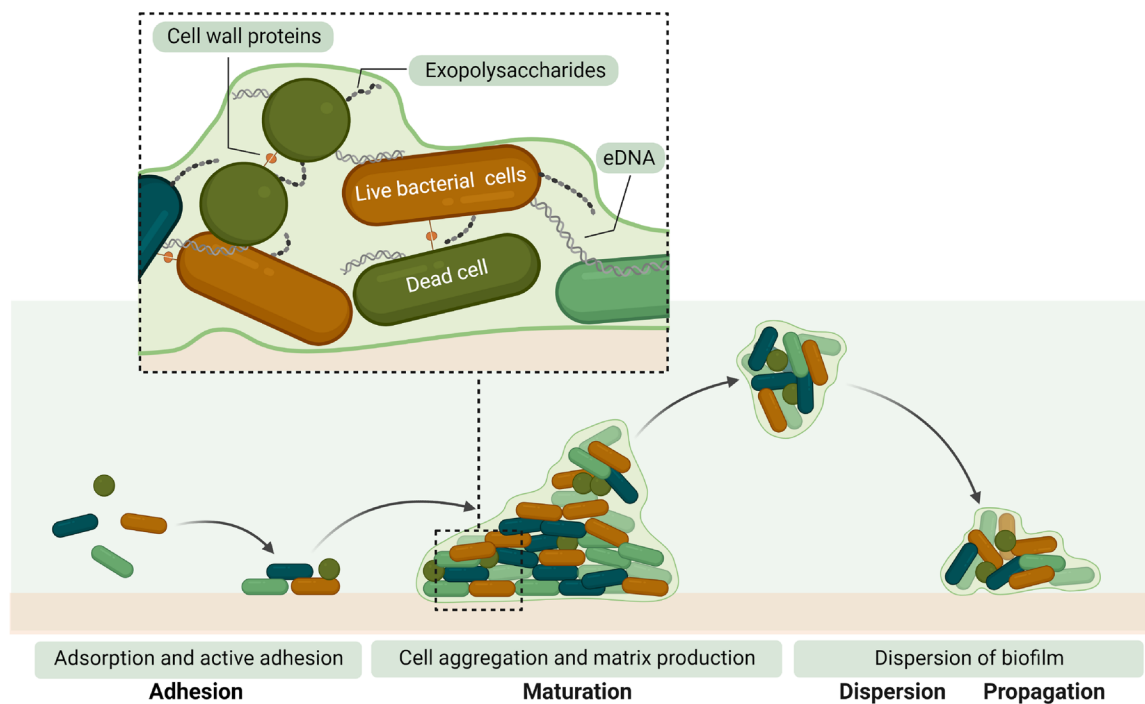 Cell wall proteins
Exopolysaccharides
eDNA
Live bacterial cells
Dead cell
Adsorption and active adhesion
Cell aggregation and matrix production
Dispersion of biofilm
Adhesion
Maturation
Dispersion
Propagation